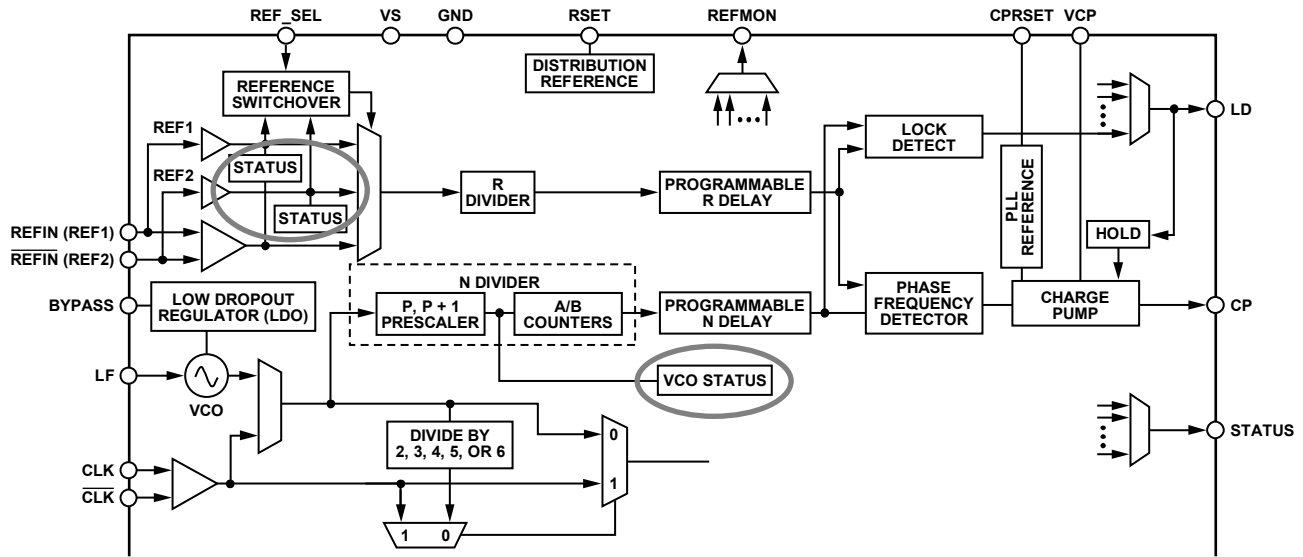 REF_SEL
VS
GND
RSET
REFMON
CPRSET
VCP
DISTRIBUTION
REFERENCE
REFERENCE
SWITCHOVER
REF1
STATUS
REF2
STATUS
R
DIVIDER
PROGRAMMABLE
R DELAY
LOCK
DETECT
PLL
REFERENCE
LD
HOLD
REFIN (REF1)
REFIN (REF2)
BYPASS
LOW DROPOUT
REGULATOR (LDO)
N DIVIDER
P, P + 1
PRESCALER
A/B
COUNTERS
PROGRAMMABLE
N DELAY
PHASE
FREQUENCY
DETECTOR
CHARGE
PUMP
CP
LF
VCO
VCO STATUS
DIVIDE BY
2, 3, 4, 5, OR 6
0
1
STATUS
CLK
CLK
1 0